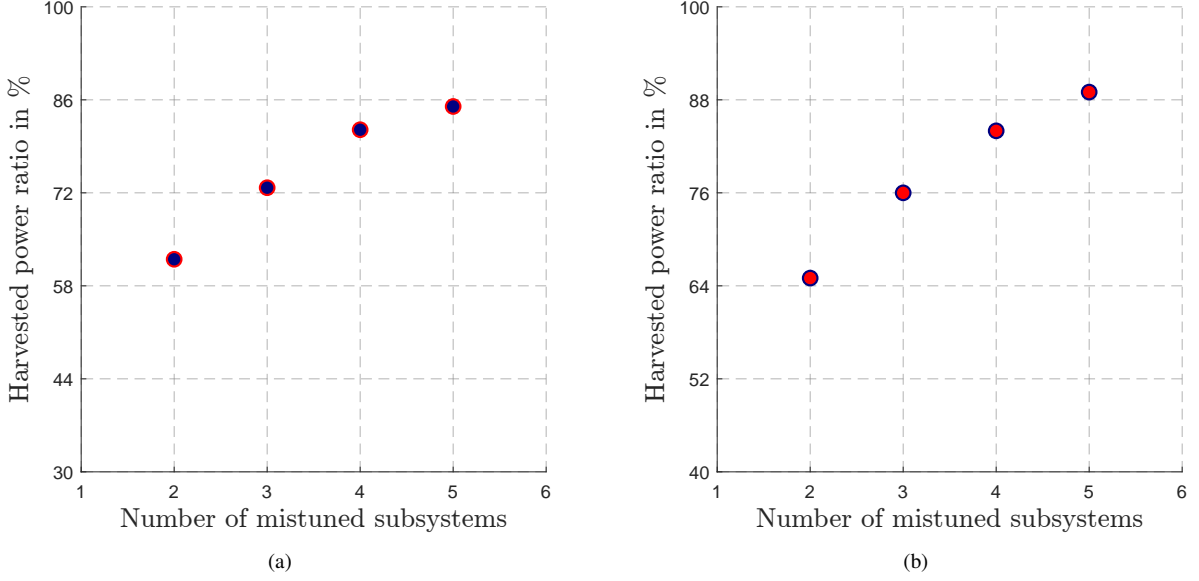 100
86
72
58
44
30
Harvested power ratio in %
1 2 3 4 5 6
Number of mistuned subsystems
(a)
100
88
76
64
52
40
Harvested power ratio in %
1 2 3 4 5 6
Number of mistuned subsystems
(b)